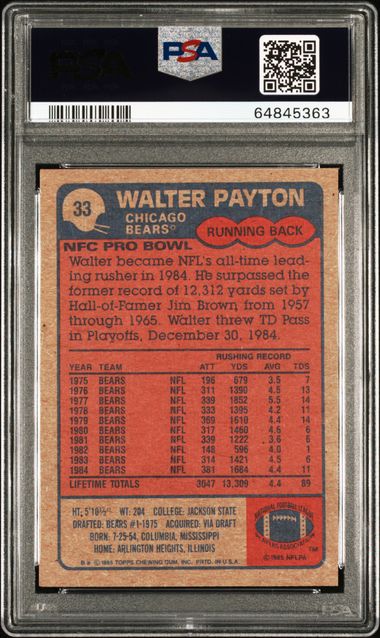 PSA
PSA
64845363
33
WALTER PAYTON
CHICAGO
BEARS
RUNNING BACK
NFC PRO BOWL
Walter became NFL's all-time lead-
ing rusher in 1984. He surpassed the
former record of 12,312 yards set by
Hall-of-Famer Jim Brown from 1957
through 1965. Walter threw TD Pass
in Playoffs, December 30, 1984.
RUSHING RECORD
YEAR TEAM ATT YDS AVG TDS
1975 BEARS NFL 196 679 3.5 7
1976 BEARS NFL 311 1390 4.5 13
1977 BEARS NFL 339 1852 5.5 14
1978 BEARS NFL 333 1395 4.2 11
1979 BEARS NFL 369 1610 4.4 14
1980 BEARS NFL 317 1460 4.6 6
1981 BEARS NFL 339 1222 3.6 6
1982 BEARS NFL 148 596 4.0 1
1983 BEARS NFL 314 1421 4.5 6
1984 BEARS NFL 381 1684 4.4 11
LIFETIME TOTALS 3047 13,309 4.4 89
HT: 5'10½" WT: 204 COLLEGE: JACKSON STATE
DRAFTED: BEARS #1-1975 ACQUIRED: VIA DRAFT
BORN: 7-25-54, COLUMBIA, MISSISSIPPI
HOME: ARLINGTON HEIGHTS, ILLINOIS
© 1985 TOPPS CHEWING GUM, INC. PRTD. IN U.S.A.
NATIONAL FOOTBALL LEAGUE
PLAYERS ASSOCIATION
TM
© 1985 NFLPA